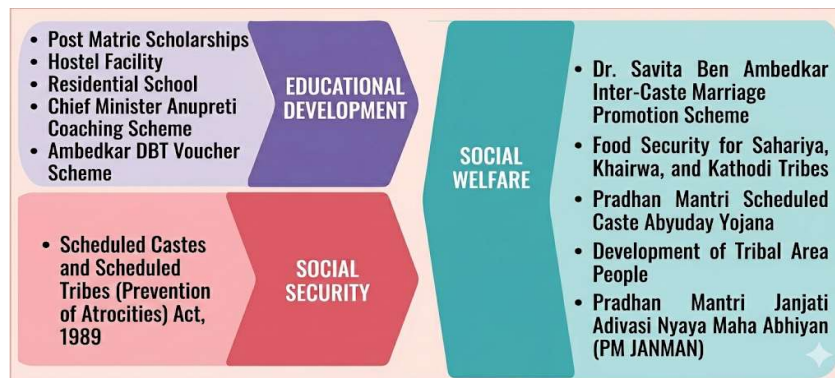 • Post Matric Scholarships
• Hostel Facility
• Residential School
• Chief Minister Anupreti
Coaching Scheme
• Ambedkar DBT Voucher
Scheme
EDUCATIONAL
DEVELOPMENT
• Scheduled Castes
and Scheduled
Tribes (Prevention
of Atrocities) Act,
1989
SOCIAL
SECURITY
SOCIAL
WELFARE
• Dr. Savita Ben Ambedkar
Inter-Caste Marriage
Promotion Scheme
• Food Security for Sahariya,
Khairwa, and Kathodi Tribes
• Pradhan Mantri Scheduled
Caste Abyuday Yojana
• Development of Tribal Area
People
• Pradhan Mantri Janjati
Adivasi Nyaya Maha Abhiyan
(PM JANMAN)